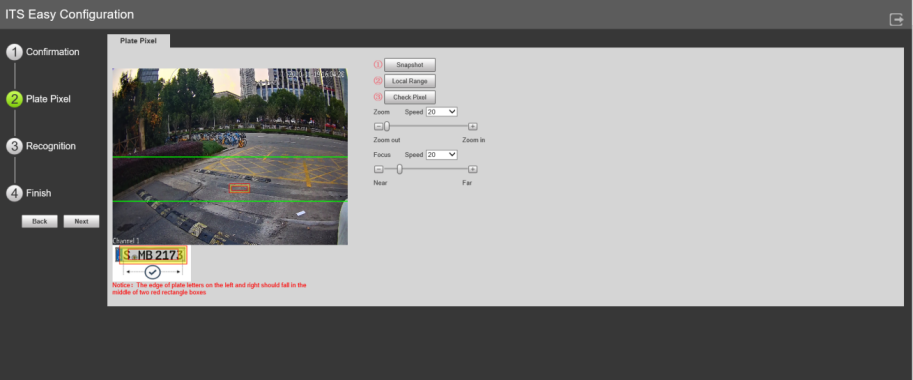 ITS Easy Configuration
Plate Pixel
1 Confirmation
2 Plate Pixel
3 Recognition
4 Finish
Back Next
Channel 1
MB 2173
Notice: The edge of plate letters on the left and right should fall in the
middle of two red rectangle boxes
① Snapshot
② Local Range
③ Check Pixel
Zoom Speed 20
Zoom out Zoom in
Focus Speed 20
Near Far